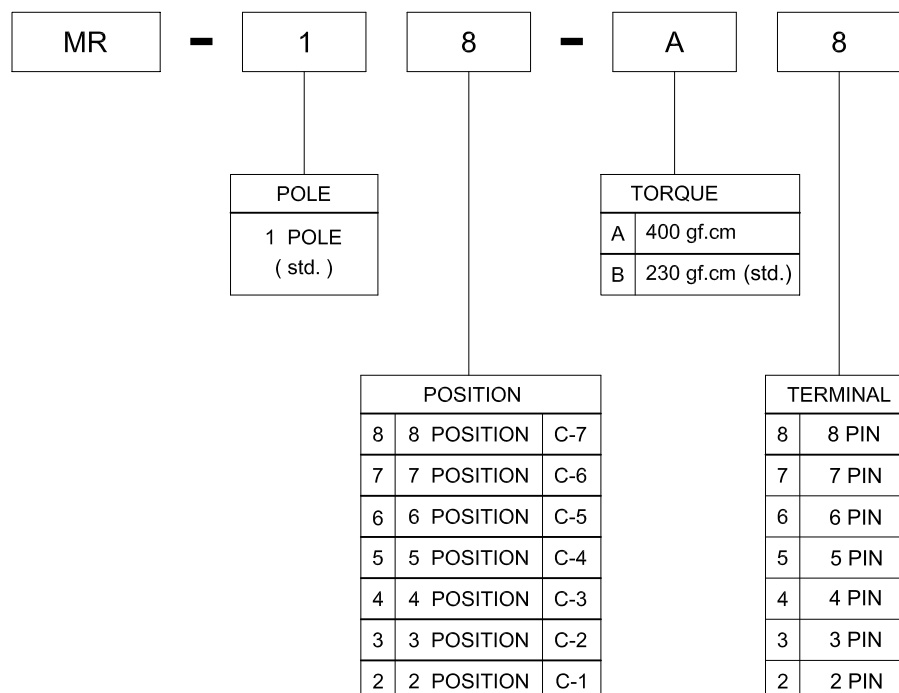 MR - 1 8 - A 8
POLE
1 POLE
( std. )
TORQUE
A 400 gf.cm
B 230 gf.cm (std.)
POSITION
8 8 POSITION C-7
7 7 POSITION C-6
6 6 POSITION C-5
5 5 POSITION C-4
4 4 POSITION C-3
3 3 POSITION C-2
2 2 POSITION C-1
TERMINAL
8 8 PIN
7 7 PIN
6 6 PIN
5 5 PIN
4 4 PIN
3 3 PIN
2 2 PIN